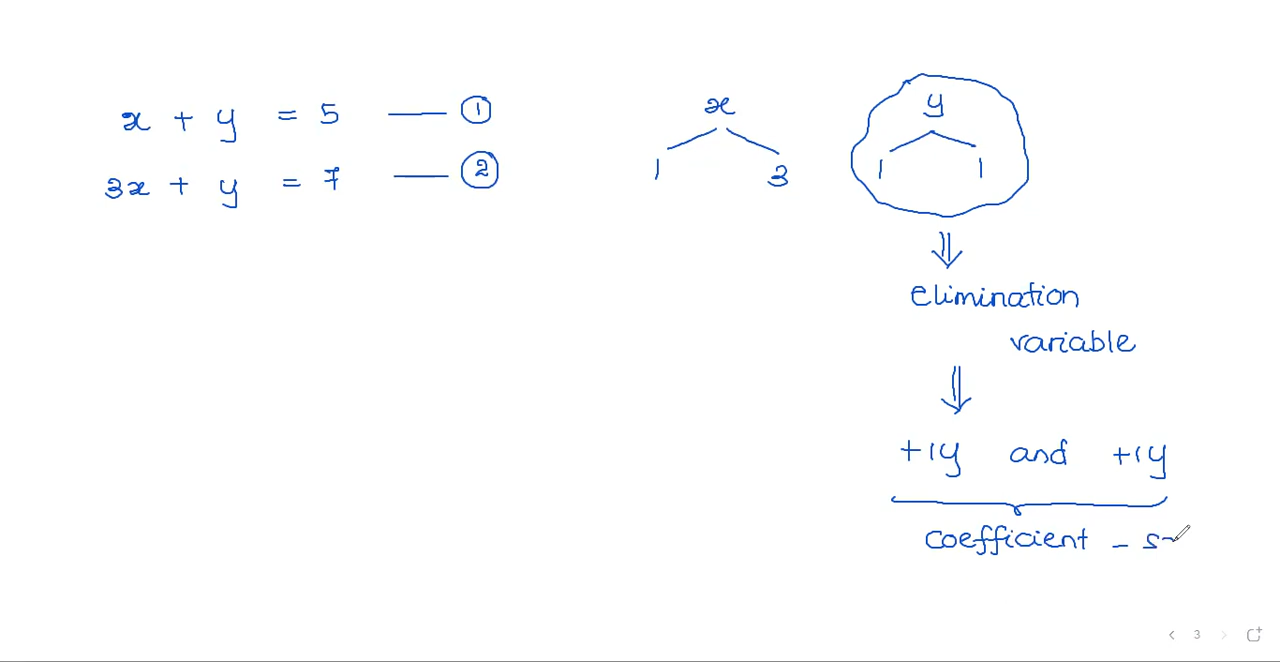 x + y = 5 —— ①
3x + y = 7 —— ②
x
1 3
y
1 1
⇓
elimination
variable
⇓
+1y and +1y
coefficient –
3